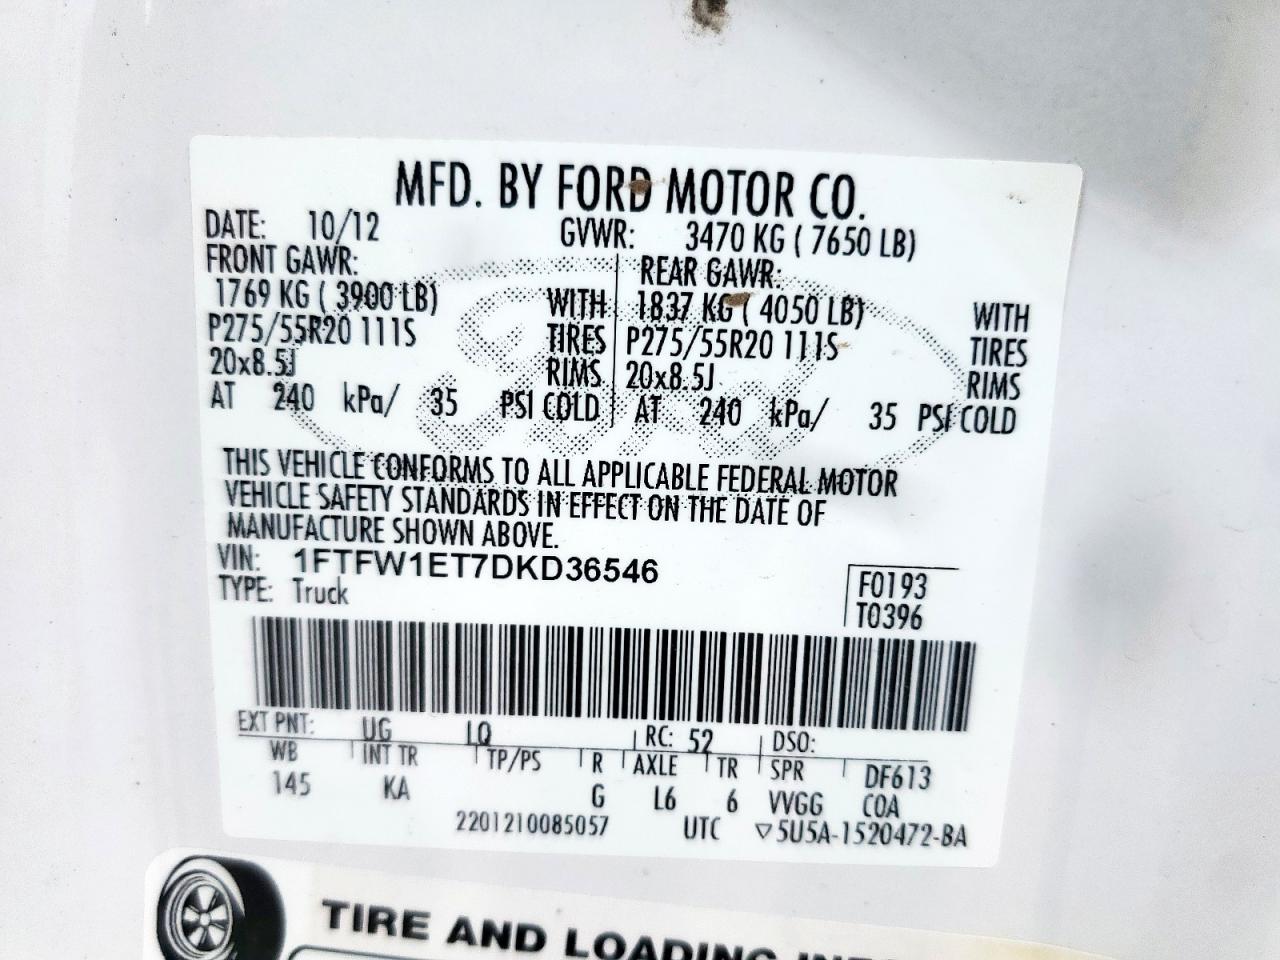 MFD. BY FORD MOTOR CO.
DATE: 10/12 GVWR: 3470 KG ( 7650 LB)
FRONT GAWR: REAR GAWR:
1769 KG ( 3900 LB) WITH 1837 KG ( 4050 LB) WITH
P275/55R20 111S TIRES P275/55R20 111S TIRES
20x8.5J RIMS 20x8.5J RIMS
AT 240 kPa/ 35 PSI COLD AT 240 kPa/ 35 PSI COLD
THIS VEHICLE CONFORMS TO ALL APPLICABLE FEDERAL MOTOR
VEHICLE SAFETY STANDARDS IN EFFECT ON THE DATE OF
MANUFACTURE SHOWN ABOVE.
VIN: 1FTFW1ET7DKD36546
TYPE: Truck
F0193
T0396
EXT PNT: UG LQ RC: 52 DSO:
WB INT TR TP/PS R AXLE TR SPR DF613
145 KA G L6 6 VVGG COA
2201210085057 UTC ▽5U5A-1520472-BA
TIRE AND LOADING